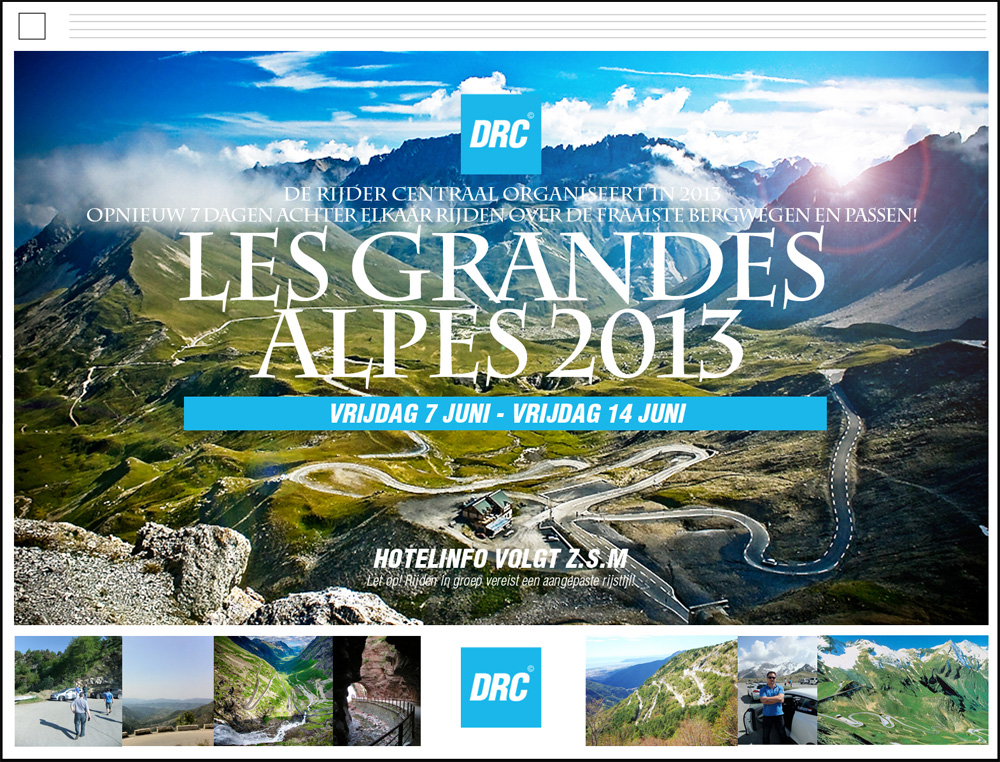 DRC©
DE RIJDER CENTRAAL ORGANISEERT IN 2013
OPNIEUW 7 DAGEN ACHTER ELKAAR RIJDEN OVER DE FRAAISTE BERGWEGEN EN PASSEN!
LES GRANDES
ALPES 2013
VRIJDAG 7 JUNI - VRIJDAG 14 JUNI
HOTELINFO VOLGT Z.S.M
Let op! Rijden in groep vereist een aangepaste rijstijl!
DRC©